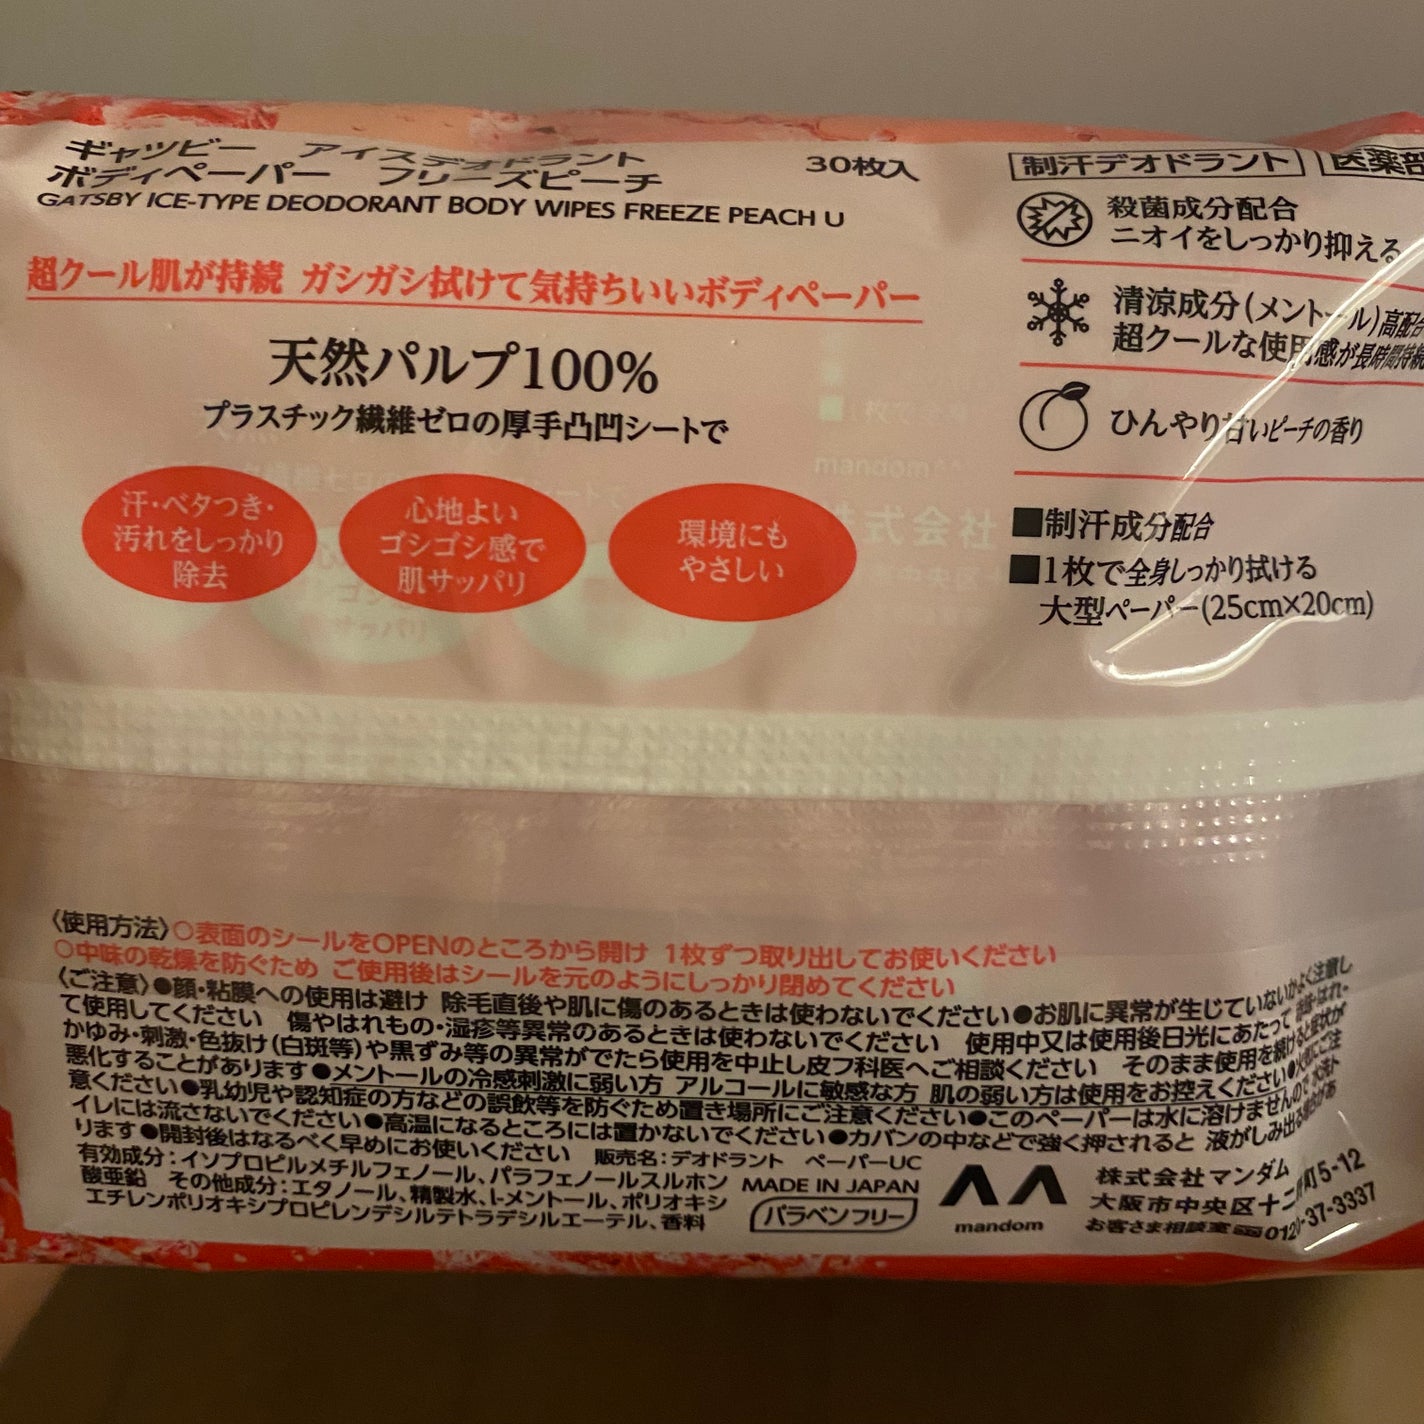 ギャツビー アイスデオドラント
ボディペーパー フリーズピーチ
GATSBY ICE-TYPE DEODORANT BODY WIPES FREEZE PEACH U
30枚入
超クール肌が持続 ガシガシ拭けて気持ちいいボディペーパー
天然パルプ100%
プラスチック繊維ゼロの厚手凸凹シートで
汗・ベタつき・
汚れをしっかり
除去
心地よい
ゴシゴシ感で
肌サッパリ
環境にも
やさしい
制汗デオドラント 医薬部
殺菌成分配合
ニオイをしっかり抑える
清涼成分(メントール)高配合
超クールな使用感が長時間持続
ひんやり甘いピーチの香り
■制汗成分配合
■1枚で全身しっかり拭ける
大型ペーパー(25cm×20cm)
〈使用方法〉○表面のシールをOPENのところから開け 1枚ずつ取り出してお使いください
○中味の乾燥を防ぐため ご使用後はシールを元のようにしっかり閉めてください
〈ご注意〉●顔・粘膜への使用は避け 除毛直後や肌に傷のあるときは使わないでください●お肌に異常が生じていないかよく注意し
て使用してください 傷やはれもの・湿疹等異常のあるときは使わないでください 使用中又は使用後日光にあたって 赤み・はれ・
かゆみ・刺激・色抜け(白斑等)や黒ずみ等の異常がでたら使用を中止し皮フ科医へご相談ください そのまま使用を続けると症状が
悪化することがあります●メントールの冷感刺激に弱い方 アルコールに敏感な方 肌の弱い方は使用をお控えください●火気にご注
意ください●乳幼児や認知症の方などの誤飲等を防ぐため置き場所にご注意ください●このペーパーは水に溶けませんので 水洗ト
イレには流さないでください●高温になるところには置かないでください●カバンの中などで強く押されると 液がしみ出る場合があ
ります●開封後はなるべく早めにお使いください 販売名:デオドラント ペーパーUC
有効成分:イソプロピルメチルフェノール、パラフェノールスルホン
酸亜鉛 その他成分:エタノール、精製水、l-メントール、ポリオキシ
エチレンポリオキシプロピレンデシルテトラデシルエーテル、香料
MADE IN JAPAN
パラベンフリー
mandom
株式会社マンダム
大阪市中央区十二軒町5-12
お客さま相談室 0120-37-3337